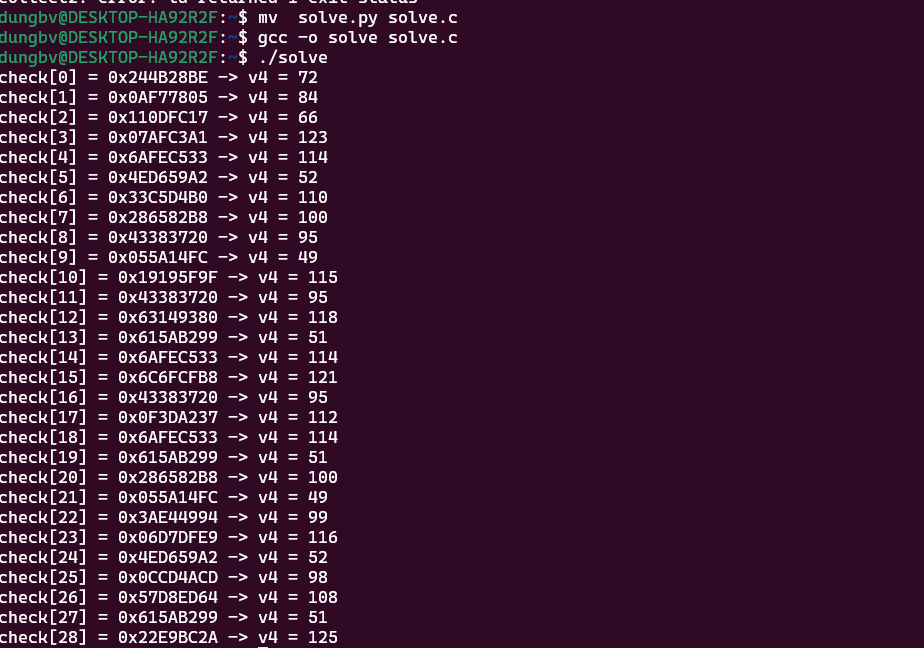 collect2: error: ld returned 1 exit status
dungbv@DESKTOP-HA92R2F:~$ mv  solve.py solve.c
dungbv@DESKTOP-HA92R2F:~$ gcc -o solve solve.c
dungbv@DESKTOP-HA92R2F:~$ ./solve
check[0] = 0x244B28BE -> v4 = 72
check[1] = 0x0AF77805 -> v4 = 84
check[2] = 0x110DFC17 -> v4 = 66
check[3] = 0x07AFC3A1 -> v4 = 123
check[4] = 0x6AFEC533 -> v4 = 114
check[5] = 0x4ED659A2 -> v4 = 52
check[6] = 0x33C5D4B0 -> v4 = 110
check[7] = 0x286582B8 -> v4 = 100
check[8] = 0x43383720 -> v4 = 95
check[9] = 0x055A14FC -> v4 = 49
check[10] = 0x19195F9F -> v4 = 115
check[11] = 0x43383720 -> v4 = 95
check[12] = 0x63149380 -> v4 = 118
check[13] = 0x615AB299 -> v4 = 51
check[14] = 0x6AFEC533 -> v4 = 114
check[15] = 0x6C6FCFB8 -> v4 = 121
check[16] = 0x43383720 -> v4 = 95
check[17] = 0x0F3DA237 -> v4 = 112
check[18] = 0x6AFEC533 -> v4 = 114
check[19] = 0x615AB299 -> v4 = 51
check[20] = 0x286582B8 -> v4 = 100
check[21] = 0x055A14FC -> v4 = 49
check[22] = 0x3AE44994 -> v4 = 99
check[23] = 0x06D7DFE9 -> v4 = 116
check[24] = 0x4ED659A2 -> v4 = 52
check[25] = 0x0CCD4ACD -> v4 = 98
check[26] = 0x57D8ED64 -> v4 = 108
check[27] = 0x615AB299 -> v4 = 51
check[28] = 0x22E9BC2A -> v4 = 125